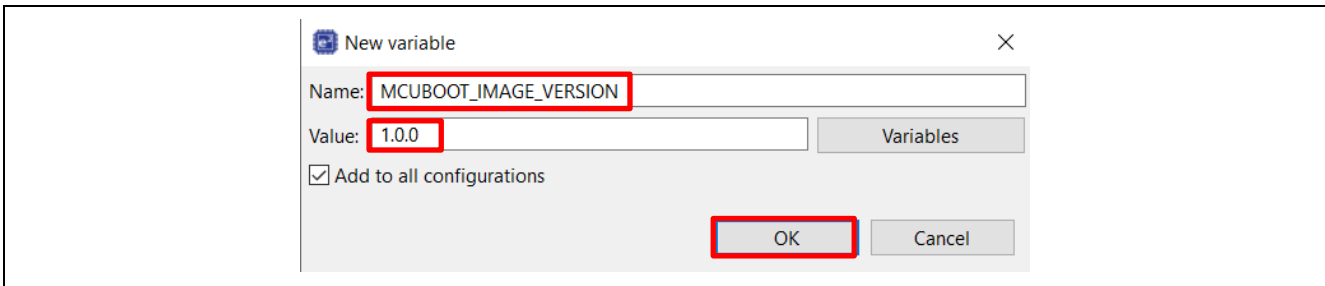 New variable
Name: MCUBOOT_IMAGE_VERSION
Value: 1.0.0 Variables
Add to all configurations
OK Cancel